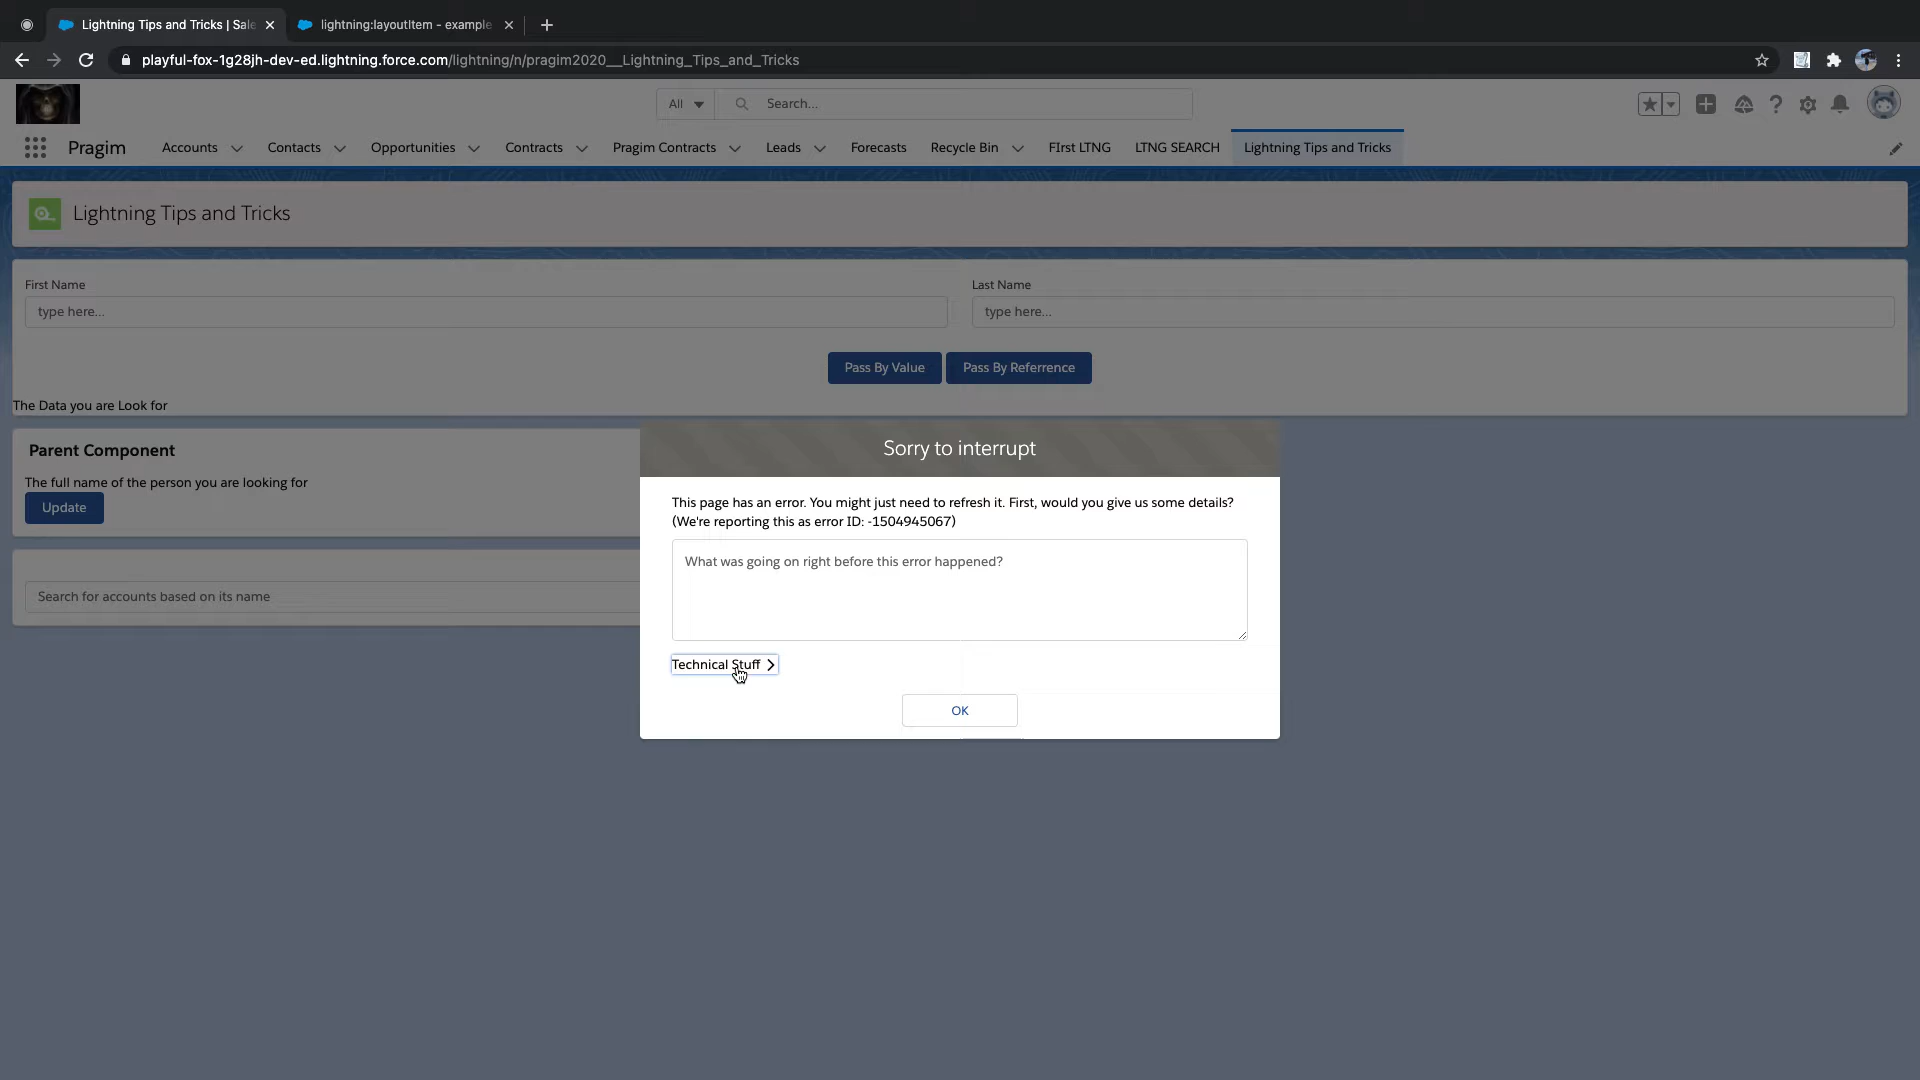 Lightning Tips and Tricks | Sale
lightning:layoutItem - example
playful-fox-1g28jh-dev-ed.lightning.force.com/lightning/n/pragim2020__Lightning_Tips_and_Tricks
All
Search...
Pragim
Accounts
Contacts
Opportunities
Contracts
Pragim Contracts
Leads
Forecasts
Recycle Bin
FIrst LTNG
LTNG SEARCH
Lightning Tips and Tricks
Lightning Tips and Tricks
First Name
Last Name
type here...
type here...
Pass By Value
Pass By Referrence
The Data you are Look for
Parent Component
The full name of the person you are looking for
Update
Search for accounts based on its name
Sorry to interrupt
This page has an error. You might just need to refresh it. First, would you give us some details?
(We're reporting this as error ID: -1504945067)
What was going on right before this error happened?
Technical Stuff
OK